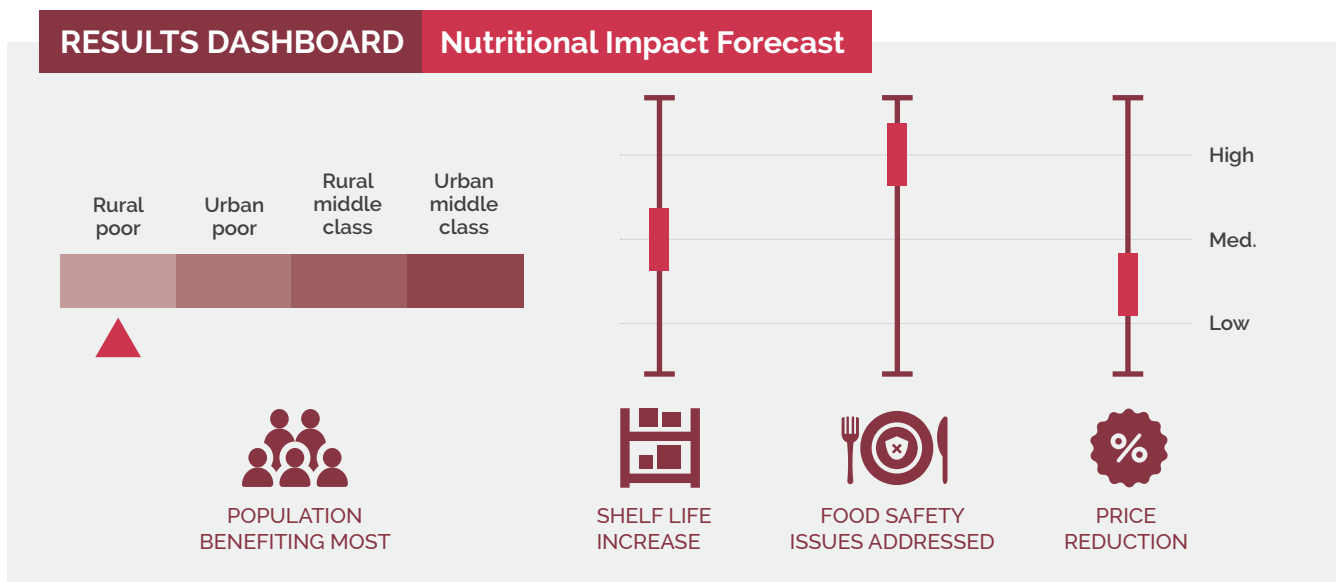 RESULTS DASHBOARD
Nutritional Impact Forecast
Rural
poor
Urban
poor
Rural
middle
class
Urban
middle
class
High
Med.
Low
%
POPULATION
BENEFITING MOST
SHELF LIFE
INCREASE
FOOD SAFETY
ISSUES ADDRESSED
PRICE
REDUCTION